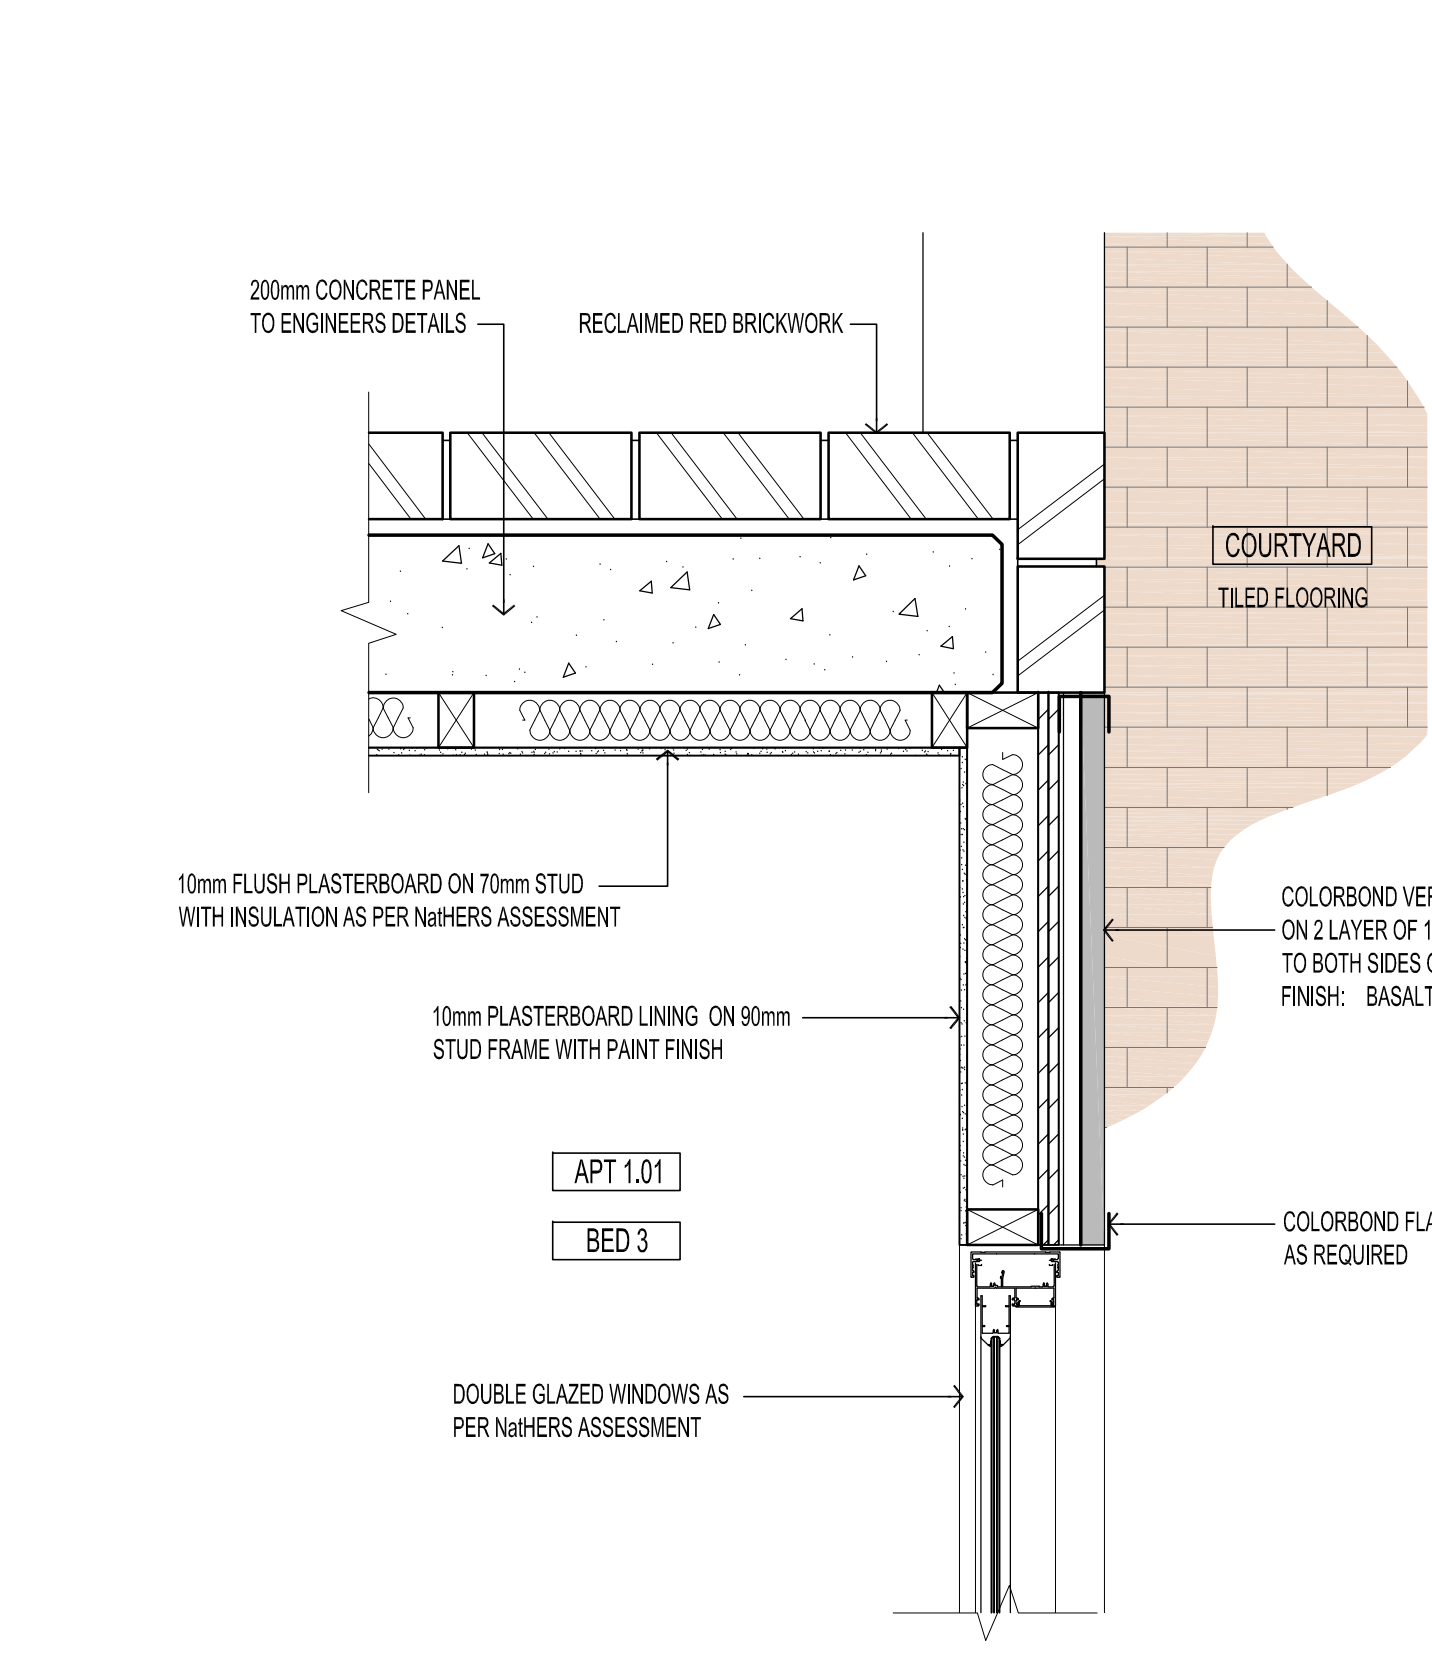 200mm CONCRETE PANEL
TO ENGINEERS DETAILS
RECLAIMED RED BRICKWORK
COURTYARD
TILED FLOORING
10mm FLUSH PLASTERBOARD ON 70mm STUD
WITH INSULATION AS PER NatHERS ASSESSMENT
COLORBOND
ON 2 LAYER OF
TO BOTH SIDES
FINISH: BASALT
10mm PLASTERBOARD LINING ON 90mm
STUD FRAME WITH PAINT FINISH
APT 1.01
BED 3
COLORBOND
AS REQUIRED
DOUBLE GLAZED WINDOWS AS
PER NatHERS ASSESSMENT